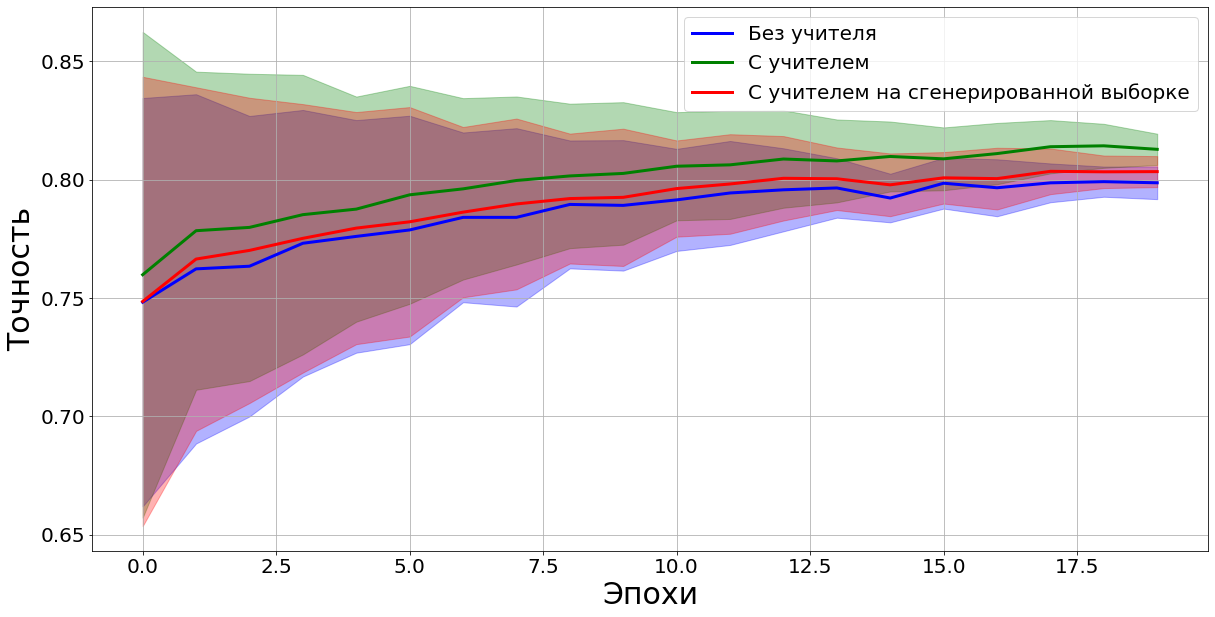 Без учителя
С учителем
С учителем на сгенерированной выборке
0.85
0.80
0.75
0.70
0.65
Точность
0.0 2.5 5.0 7.5 10.0 12.5 15.0 17.5
Эпохи